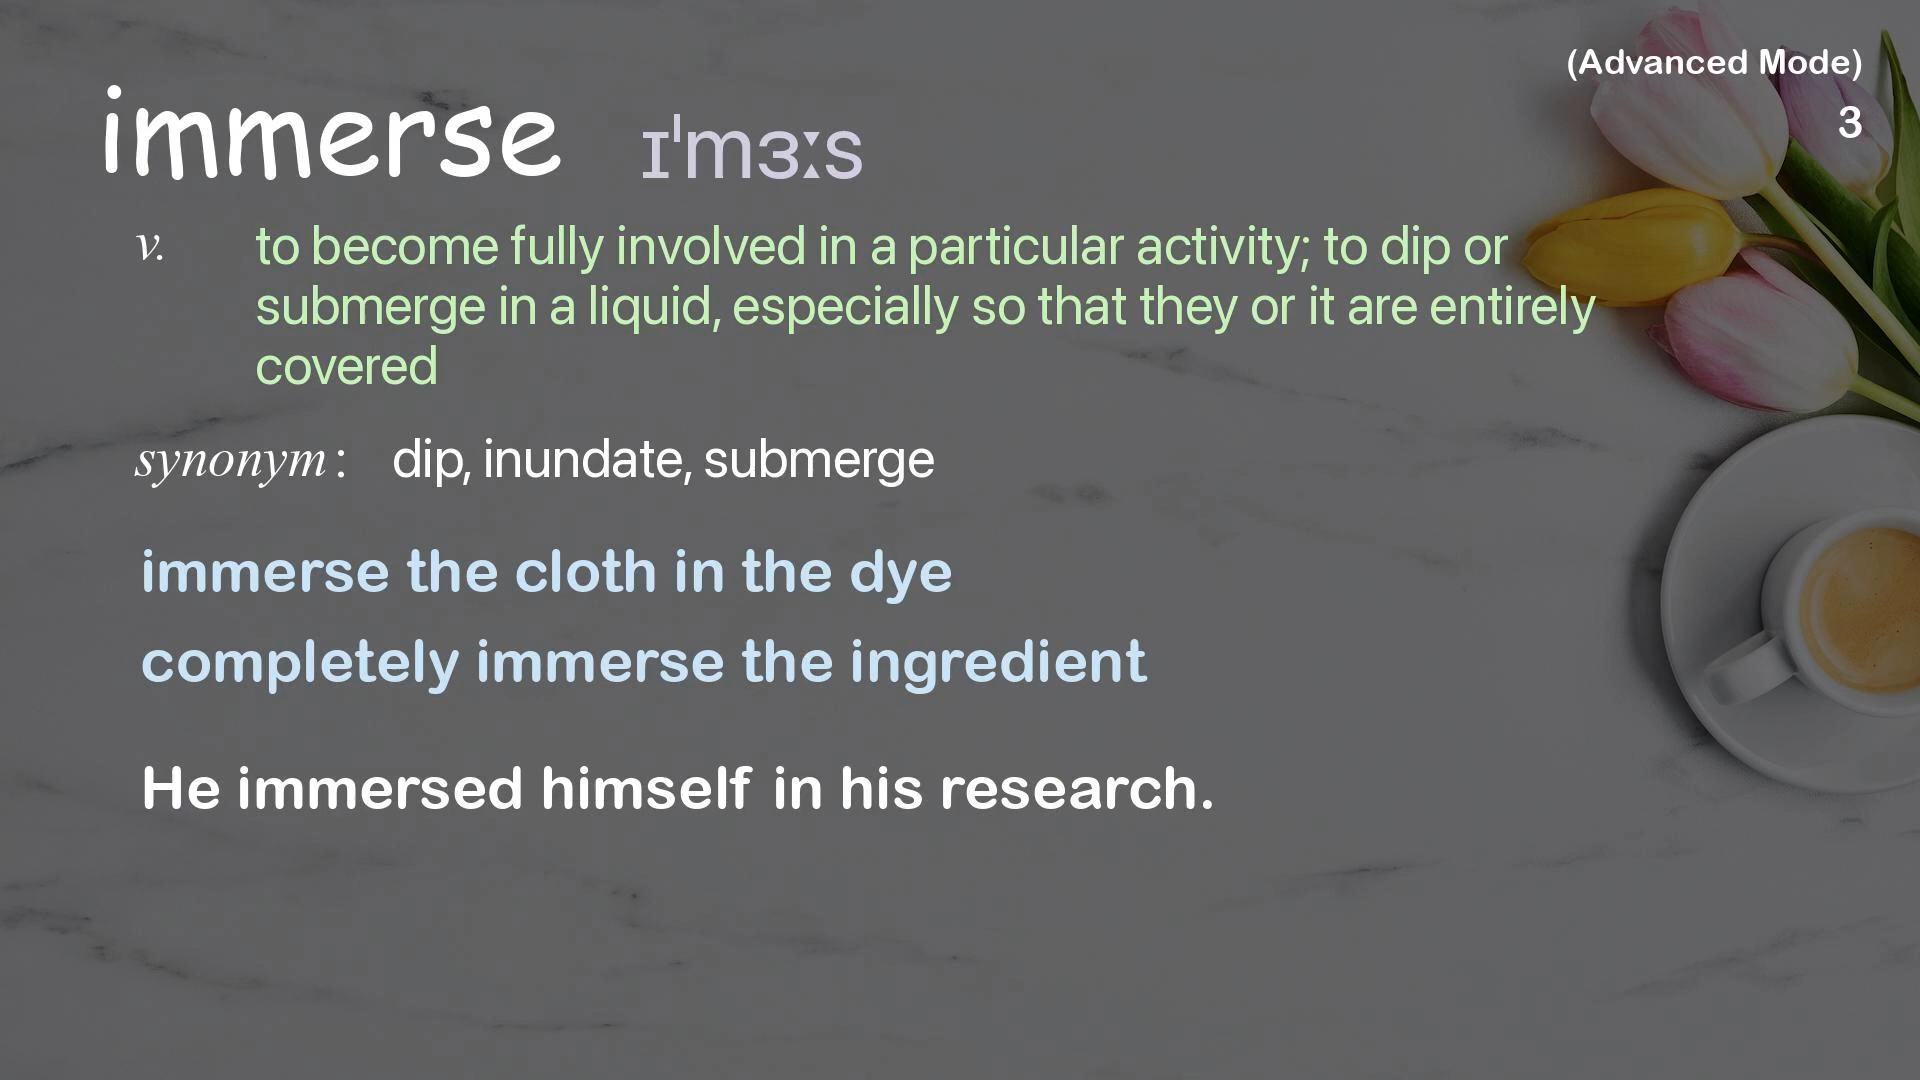 (Advanced Mode)
immerse ɪˈmɜːs
3
v. to become fully involved in a particular activity; to dip or
submerge in a liquid, especially so that they or it are entirely
covered
synonym: dip, inundate, submerge
immerse the cloth in the dye
completely immerse the ingredient
He immersed himself in his research.